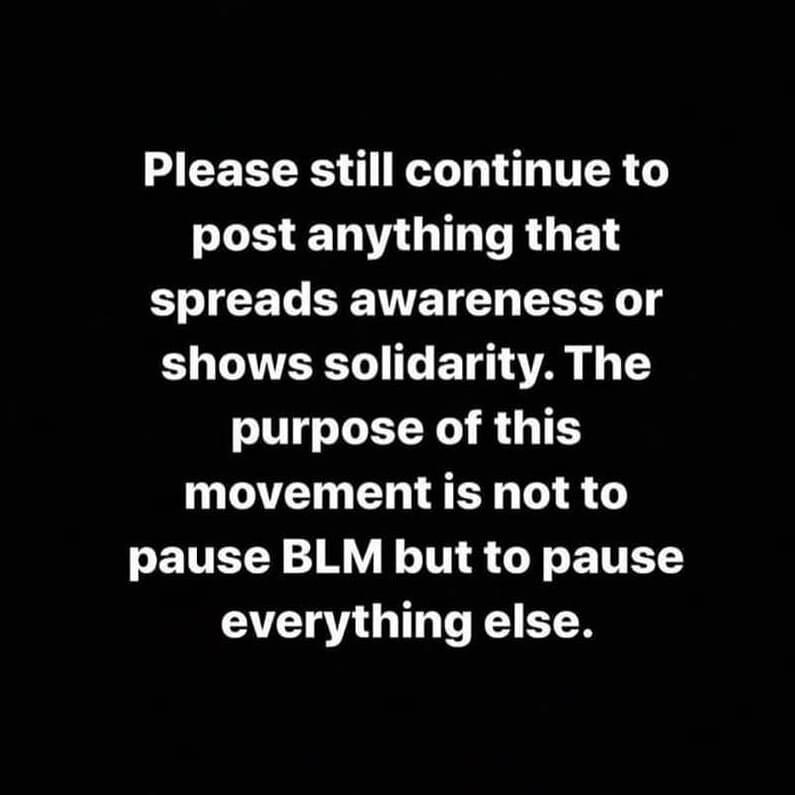 Please still continue to
post anything that
spreads awareness or
shows solidarity. The
purpose of this
movement is not to
pause BLM but to pause
everything else.